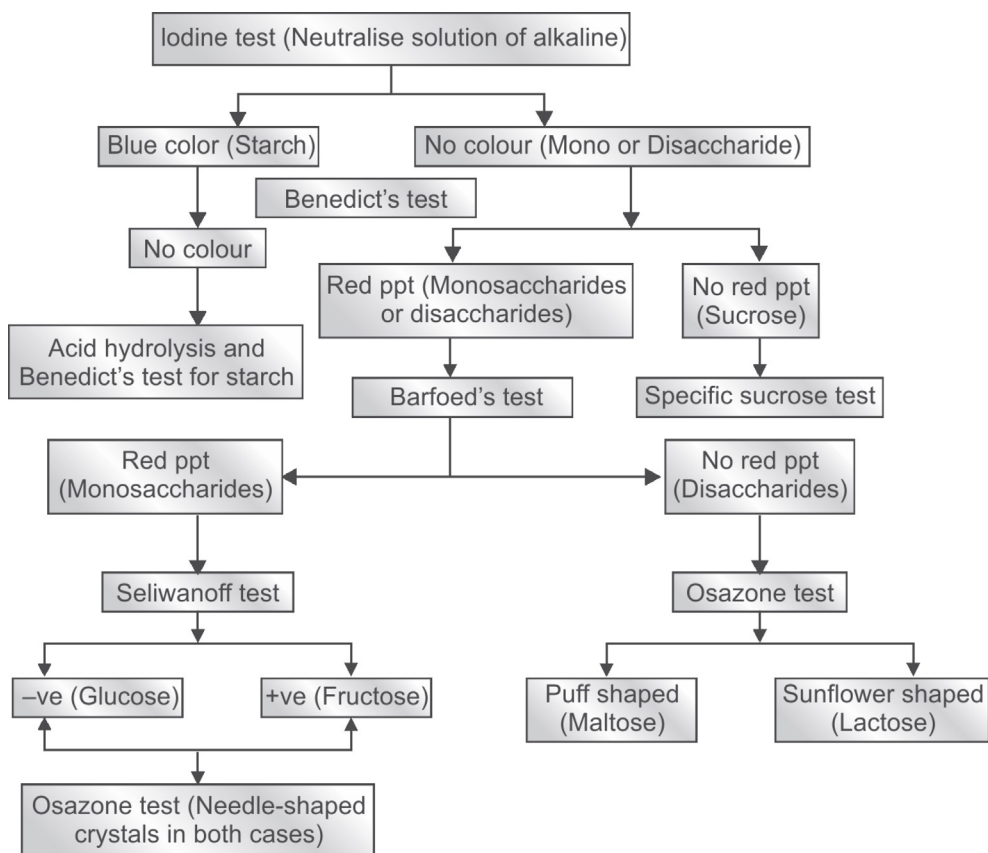 Iodine test (Neutralise solution of alkaline)
Blue color (Starch)
No colour (Mono or Disaccharide)
Benedict's test
No colour
Red ppt (Monosaccharides
or disaccharides)
No red ppt
(Sucrose)
Acid hydrolysis and
Benedict's test for starch
Barfoed's test
Specific sucrose test
Red ppt
(Monosaccharides)
No red ppt
(Disaccharides)
Seliwanoff test
Osazone test
–ve (Glucose)
+ve (Fructose)
Puff shaped
(Maltose)
Sunflower shaped
(Lactose)
Osazone test (Needle-shaped
crystals in both cases)